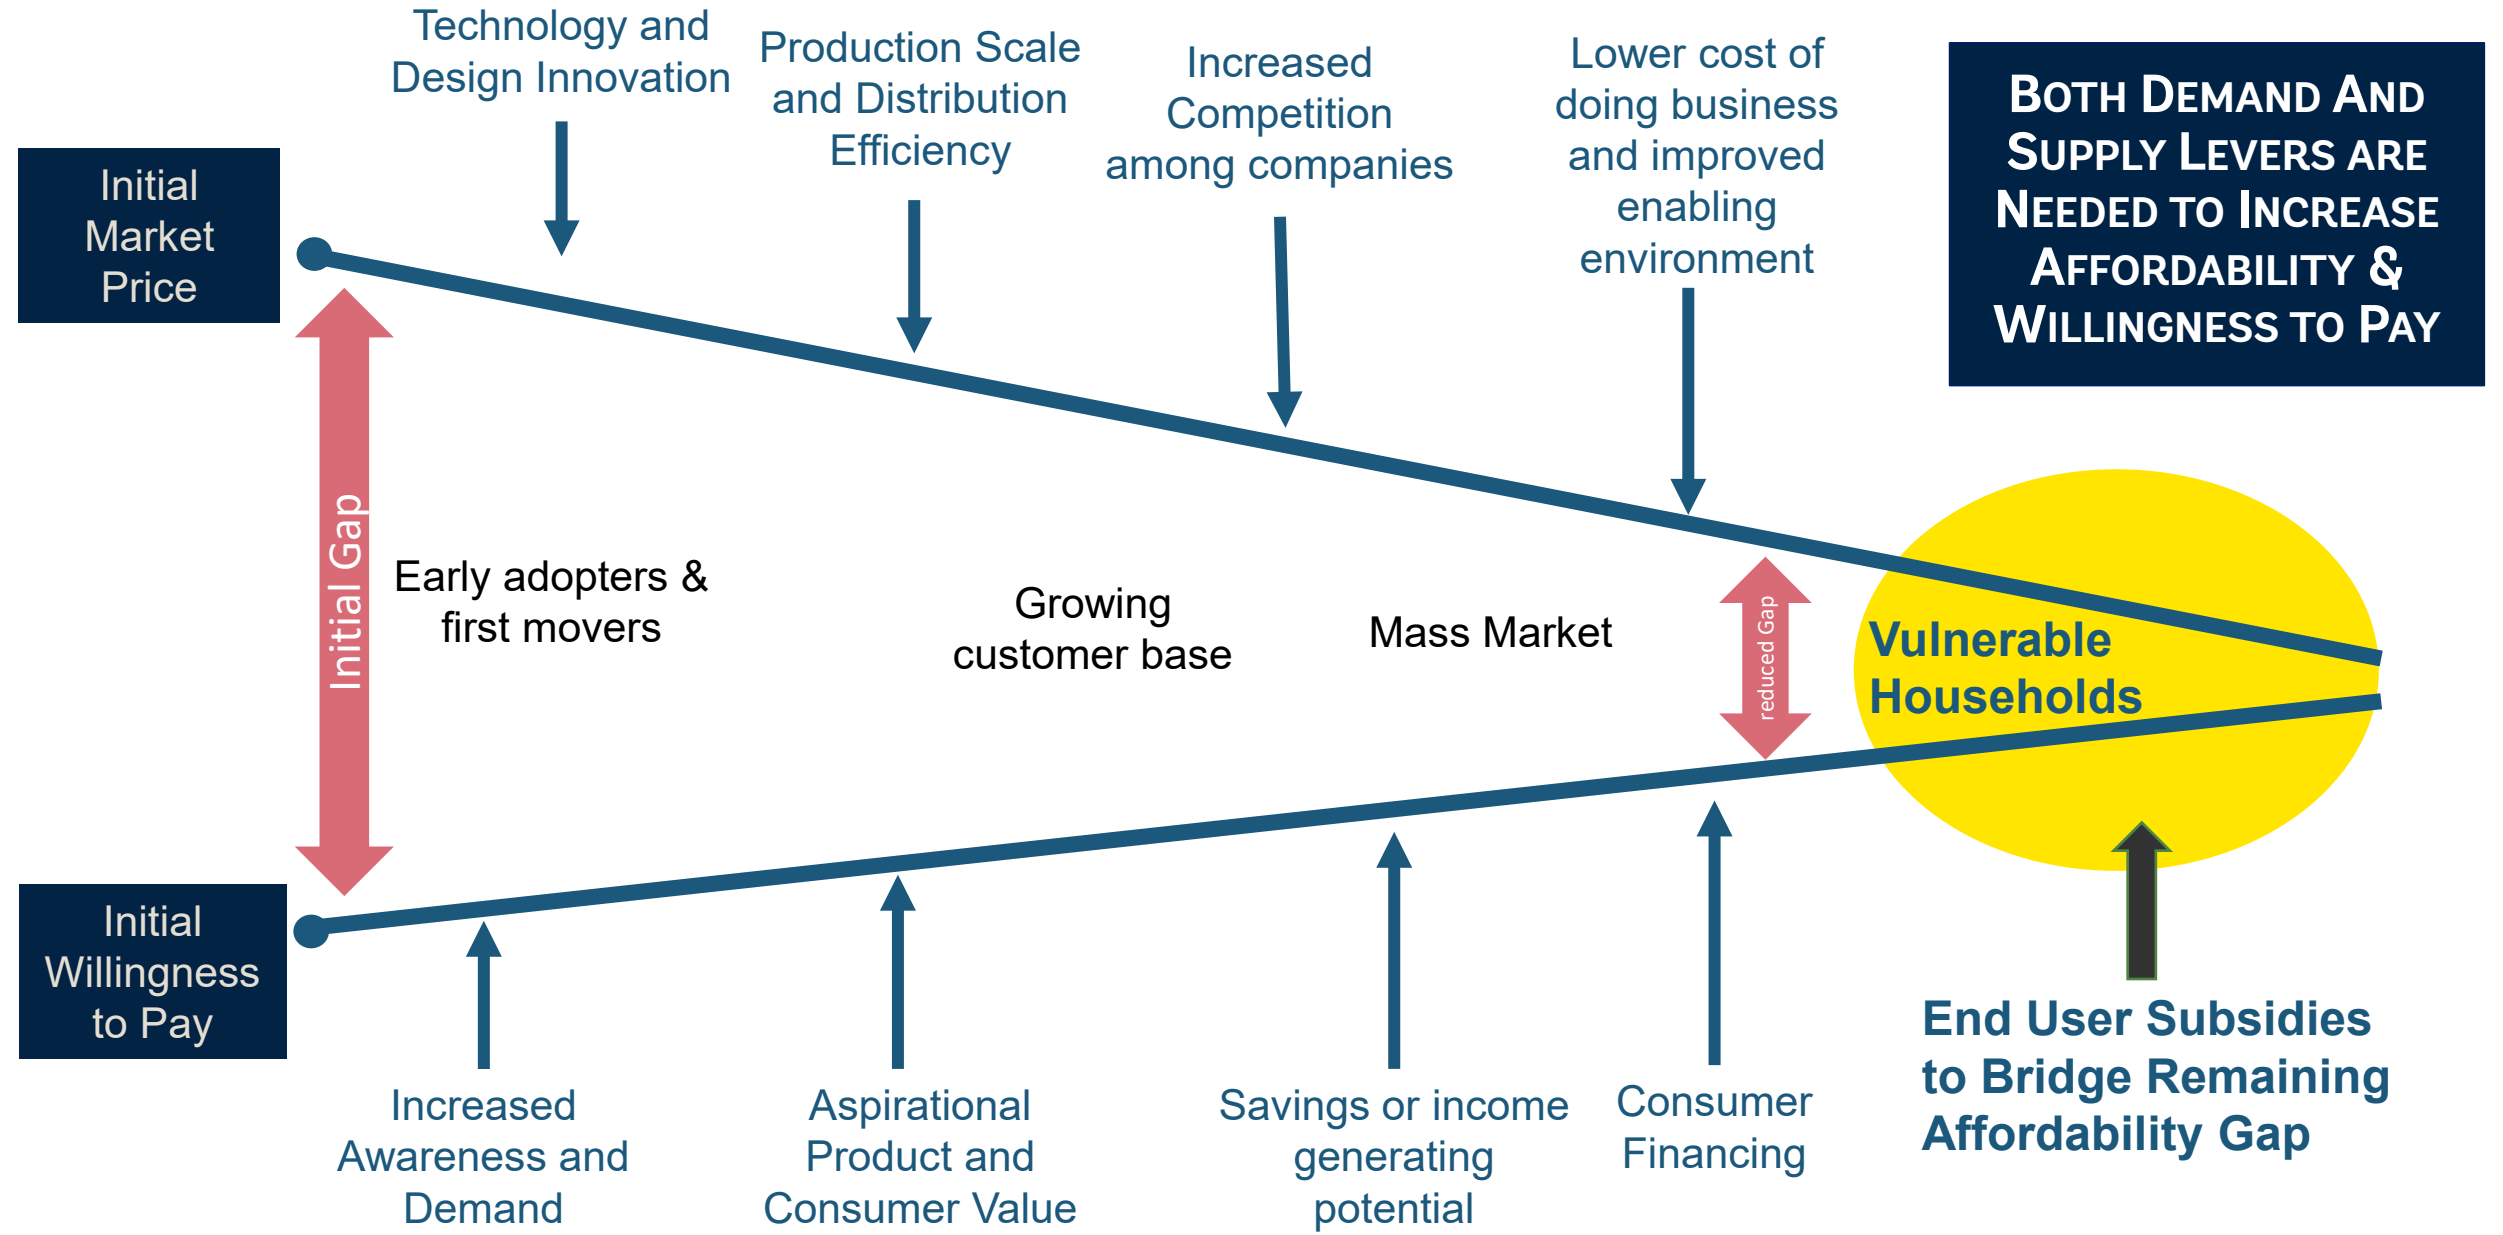 Technology and
Design Innovation
Production Scale
and Distribution
Efficiency
Increased
Competition
among companies
Lower cost of
doing business
and improved
enabling
environment
BOTH DEMAND AND
SUPPLY LEVERS ARE
NEEDED TO INCREASE
AFFORDABILITY &
WILLINGNESS TO PAY
Initial
Market
Price
Initial Gap
Early adopters &
first movers
Growing
customer base
Mass Market
reduced Gap
Vulnerable
Households
Initial
Willingness
to Pay
Increased
Awareness and
Demand
Aspirational
Product and
Consumer Value
Savings or income
generating
potential
Consumer
Financing
End User Subsidies
to Bridge Remaining
Affordability Gap